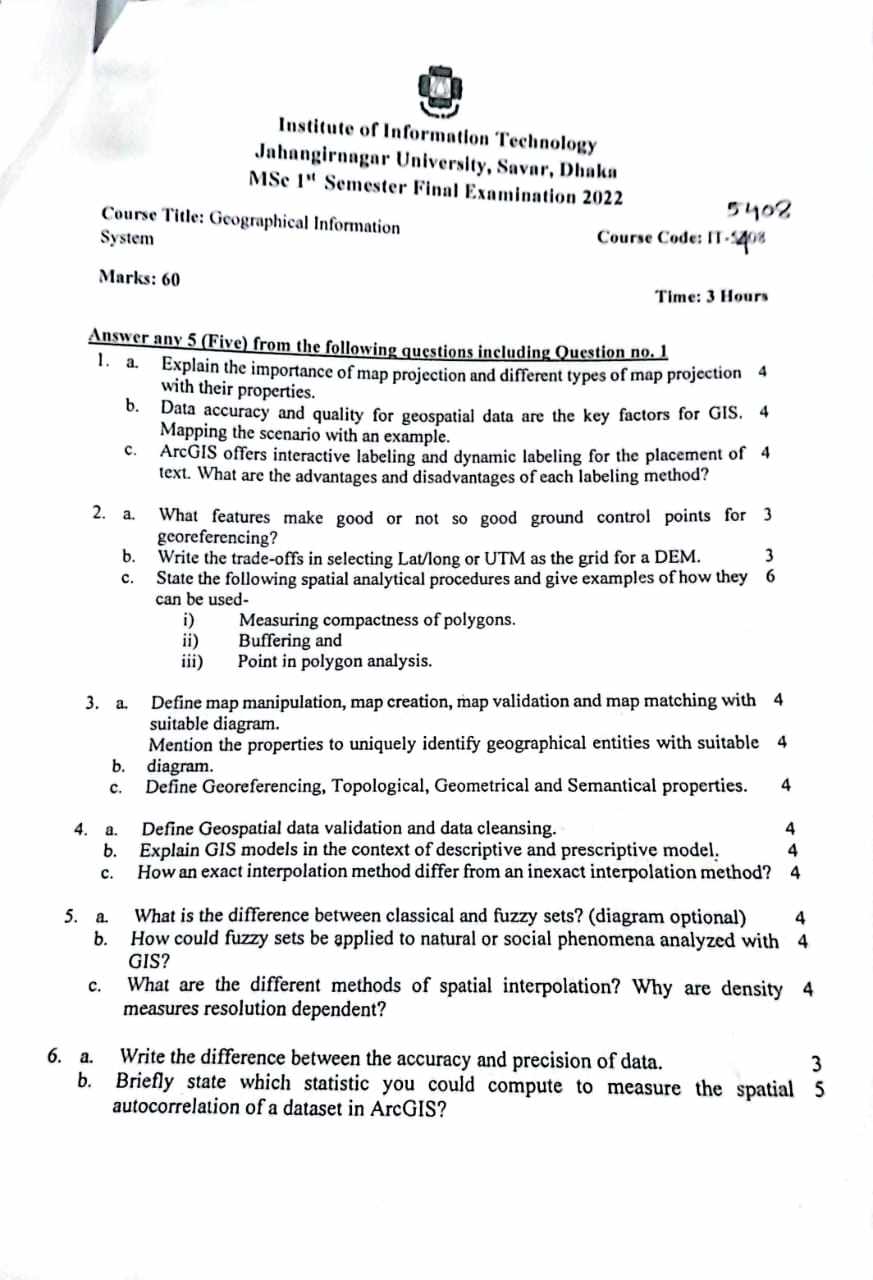 Institute of Information Technology
Jahangirnagar University, Savar, Dhaka
MSc 1st Semester Final Examination 2022
5408
Course Title: Geographical Information
System
Course Code: IT-5408
Marks: 60
Time: 3 Hours
Answer any 5 (Five) from the following questions including Question no. 1
1. a. Explain the importance of map projection and different types of map projection 4
with their properties.
b. Data accuracy and quality for geospatial data are the key factors for GIS. 4
Mapping the scenario with an example.
c. ArcGIS offers interactive labeling and dynamic labeling for the placement of 4
text. What are the advantages and disadvantages of each labeling method?
2. a. What features make good or not so good ground control points for 3
georeferencing?
b. Write the trade-offs in selecting Lat/long or UTM as the grid for a DEM. 3
c. State the following spatial analytical procedures and give examples of how they 6
can be used-
i) Measuring compactness of polygons.
ii) Buffering and
iii) Point in polygon analysis.
3. a. Define map manipulation, map creation, map validation and map matching with 4
suitable diagram.
Mention the properties to uniquely identify geographical entities with suitable 4
b. diagram.
c. Define Georeferencing, Topological, Geometrical and Semantical properties. 4
4. a. Define Geospatial data validation and data cleansing. 4
b. Explain GIS models in the context of descriptive and prescriptive model. 4
c. How an exact interpolation method differ from an inexact interpolation method? 4
5. a. What is the difference between classical and fuzzy sets? (diagram optional) 4
b. How could fuzzy sets be applied to natural or social phenomena analyzed with 4
GIS?
c. What are the different methods of spatial interpolation? Why are density 4
measures resolution dependent?
6. a. Write the difference between the accuracy and precision of data. 3
b. Briefly state which statistic you could compute to measure the spatial 5
autocorrelation of a dataset in ArcGIS?